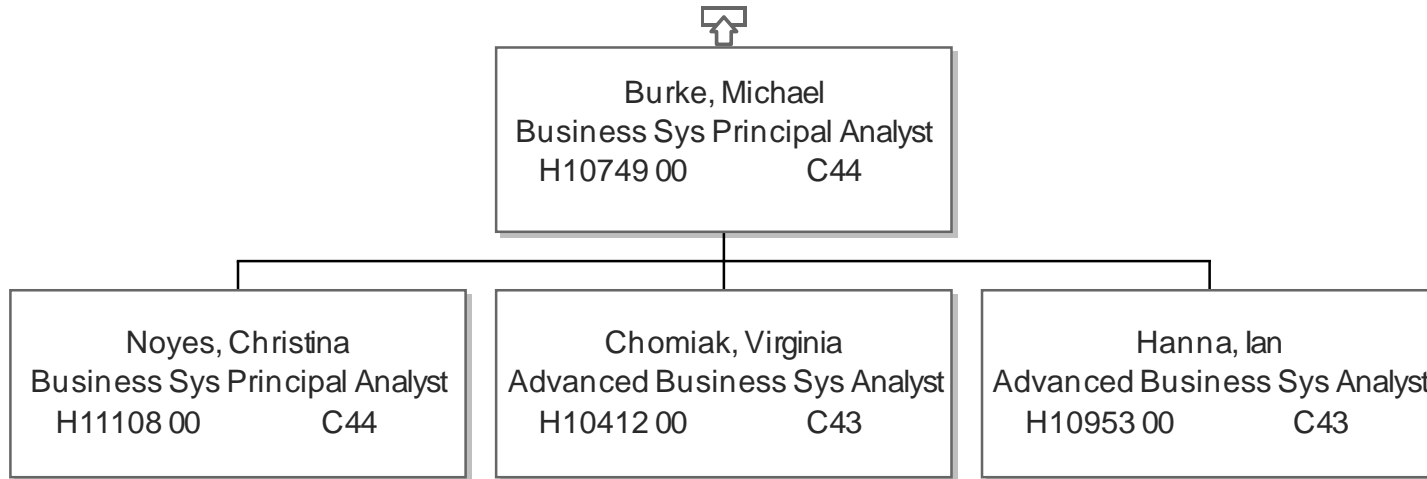 Burke, Michael
Business Sys Principal Analyst
H10749 00 C44
Noyes, Christina
Business Sys Principal Analyst
H11108 00 C44
Chomiak, Virginia
Advanced Business Sys Analyst
H10412 00 C43
Hanna, Ian
Advanced Business Sys Analyst
H10953 00 C43